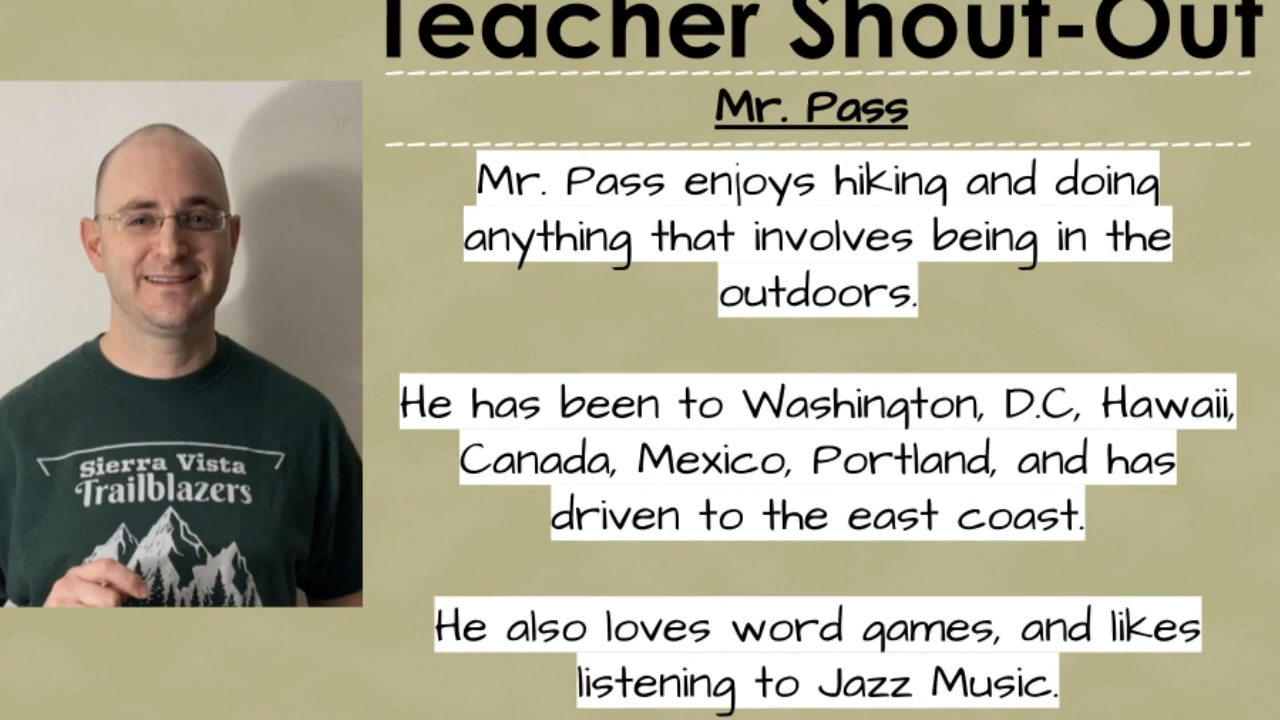 Teacher Shout-Out
Mr. Pass
Mr. Pass enjoys hiking and doing
anything that involves being in the
outdoors.
He has been to Washington, D.C, Hawaii,
Canada, Mexico, Portland, and has
driven to the east coast.
He also loves word games, and likes
listening to Jazz Music.
Sierra Vista
Trailblazers